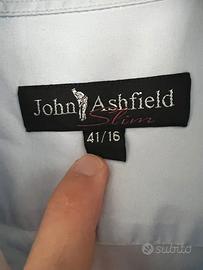 John Ashfield
Slim
41/16
subito